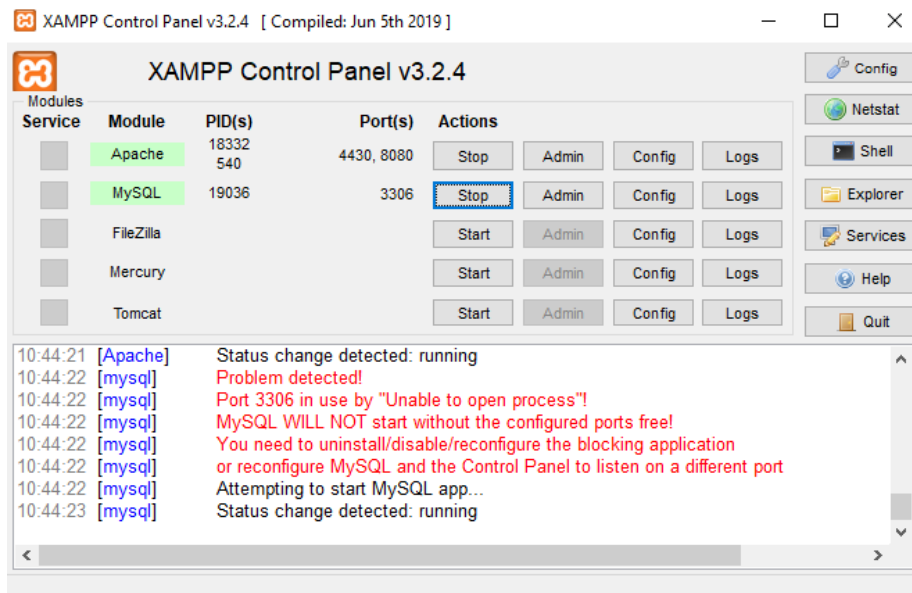 XAMPP Control Panel v3.2.4 [ Compiled: Jun 5th 2019 ]
XAMPP Control Panel v3.2.4
Config
Modules
Service Module PID(s) Port(s) Actions
Netstat
Apache 18332 540 4430, 8080 Stop Admin Config Logs
Shell
MySQL 19036 3306 Stop Admin Config Logs
Explorer
FileZilla Start Admin Config Logs
Services
Mercury Start Admin Config Logs
Help
Tomcat Start Admin Config Logs
Quit
10:44:21 [Apache] Status change detected: running
10:44:22 [mysql] Problem detected!
10:44:22 [mysql] Port 3306 in use by "Unable to open process"!
10:44:22 [mysql] MySQL WILL NOT start without the configured ports free!
10:44:22 [mysql] You need to uninstall/disable/reconfigure the blocking application
10:44:22 [mysql] or reconfigure MySQL and the Control Panel to listen on a different port
10:44:22 [mysql] Attempting to start MySQL app...
10:44:23 [mysql] Status change detected: running